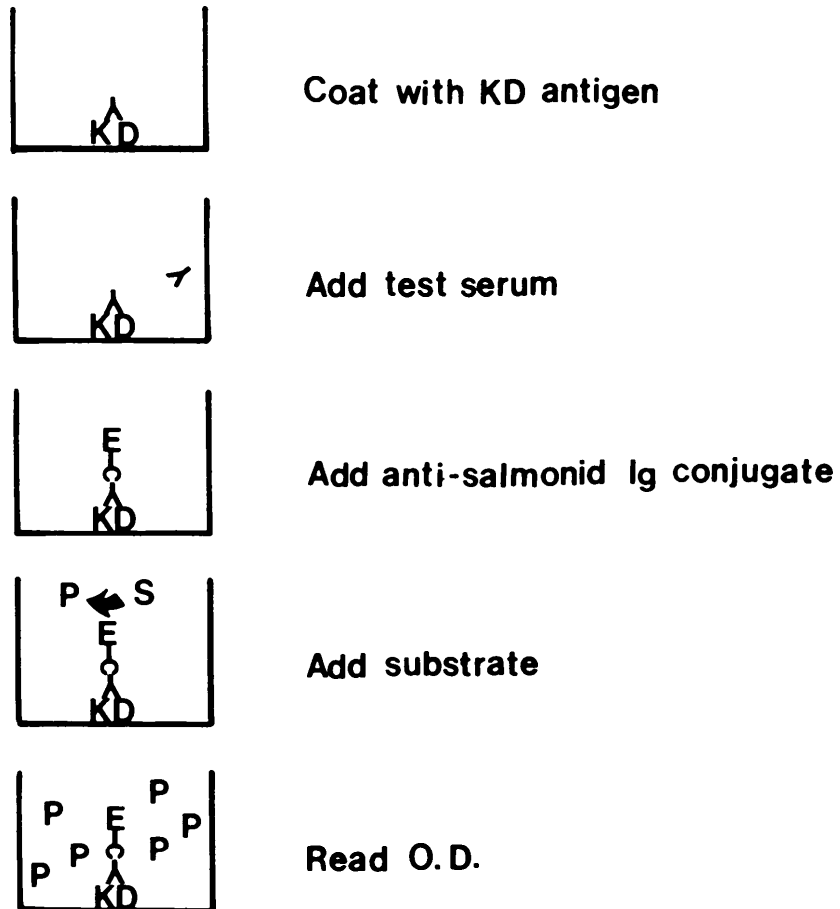 KD
Coat with KD antigen
KD
Add test serum
E
C
KD
Add anti-salmonid Ig conjugate
P S
E
C
KD
Add substrate
P
P E
P
P C P
P
KD
Read O.D.